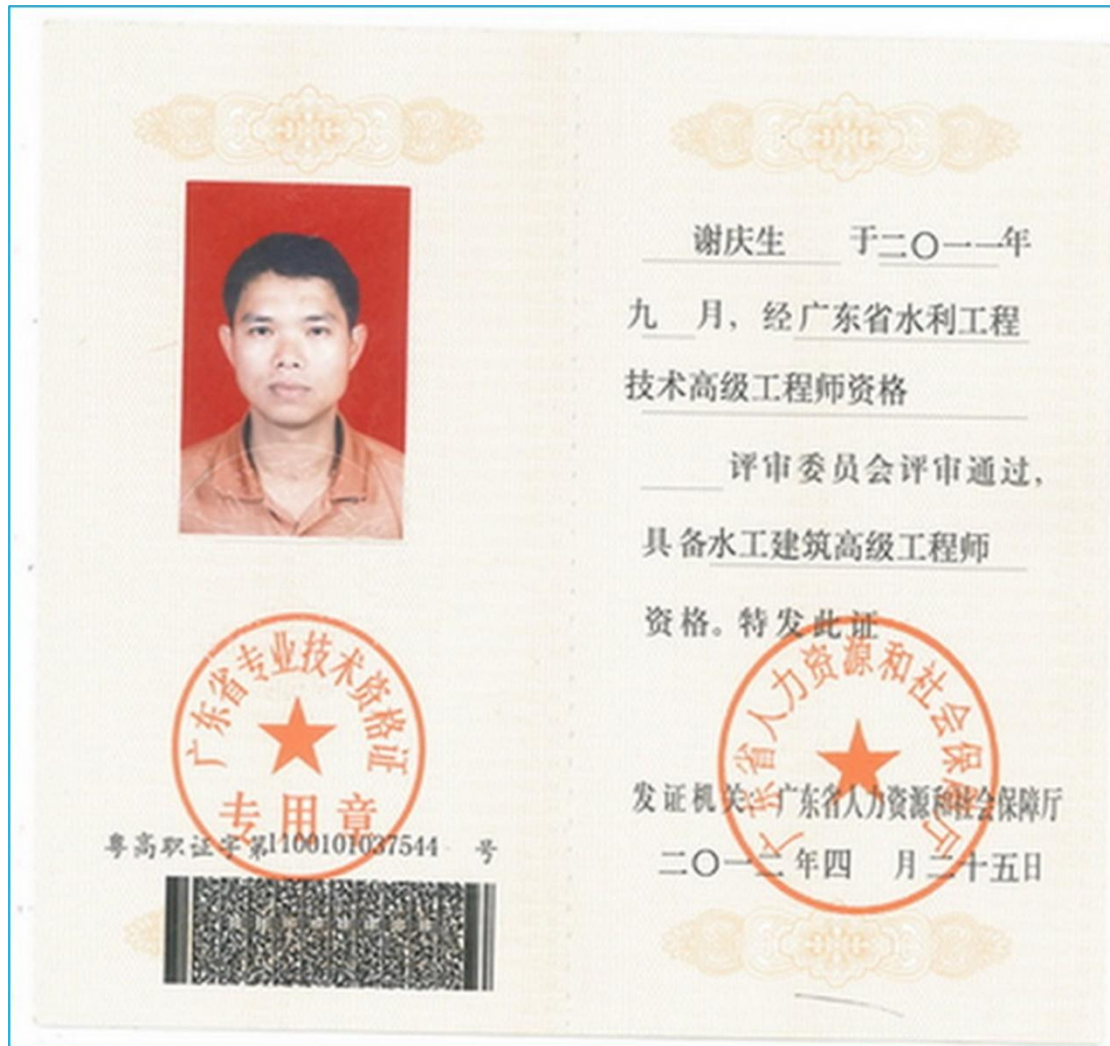 广东省专业技术资格证
专用章
粤高职证字第1100101037544 号
谢庆生 于二〇一一年
九 月，经广东省水利工程
技术高级工程师资格
评审委员会评审通过，
具备水工建筑高级工程师
资格。特发此证
广东省人力资源和社会保障厅
发证机关：广东省人力资源和社会保障厅
二〇一二年四 月二十五日